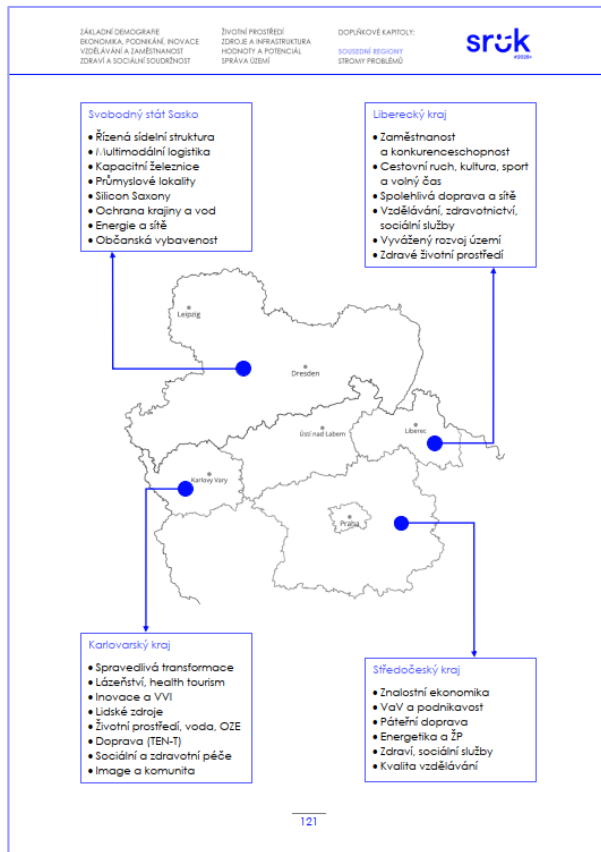 ZÁKLADNÍ DEMOGRAFIE
EKONOMIKA, PODNIKÁNÍ, INOVACE
VZDĚLÁVÁNÍ A ZAMĚSTNANOST
ZDRAVÍ A SOCIÁLNÍ SOUDRŽNOST
ŽIVOTNÍ PROSTŘEDÍ
ZDROJE A INFRASTRUKTURA
HODNOTY A POTENCIÁL
SPRÁVA ÚZEMÍ
DOPLŇKOVÉ KAPITOLY:
SOUSEDNÍ REGIONY
STROMY PROBLÉMŮ
srúk
Svobodný stát Sasko
• Řízená sídelní struktura
• Multimodální logistika
• Kapacitní železnice
• Průmyslové lokality
• Silicon Saxony
• Ochrana krajiny a vod
• Energie a sítě
• Občanská vybavenost
Liberecký kraj
• Zaměstnanost
a konkurenceschopnost
• Cestovní ruch, kultura, sport
a volný čas
• Spolehlivá doprava a sítě
• Vzdělávání, zdravotnictví,
sociální služby
• Vyvážený rozvoj území
• Zdravé životní prostředí
Leipzig
Dresden
Ústí nad Labem
Liberec
Karlovy Vary
Praha
Karlovarský kraj
• Spravedlivá transformace
• Lázeňství, health tourism
• Inovace a VVI
• Lidské zdroje
• Životní prostředí, voda, OZE
• Doprava (TEN-T)
• Sociální a zdravotní péče
• Image a komunita
Středočeský kraj
• Znalostní ekonomika
• VaV a podnikavost
• Páteřní doprava
• Energetika a ŽP
• Zdraví, sociální služby
• Kvalita vzdělávání
121